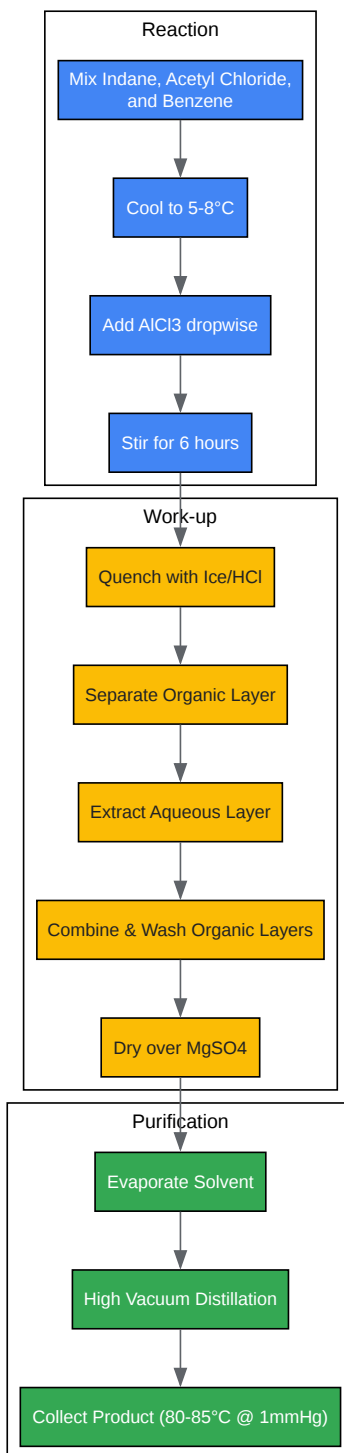 Reaction
Mix Indane, Acetyl Chloride,
and Benzene
Cool to 5-8°C
Add AlCl3 dropwise
Stir for 6 hours
Work-up
Quench with Ice/HCl
Separate Organic Layer
Extract Aqueous Layer
Combine & Wash Organic Layers
Dry over MgSO4
Purification
Evaporate Solvent
High Vacuum Distillation
Collect Product (80-85°C @ 1mmHg)